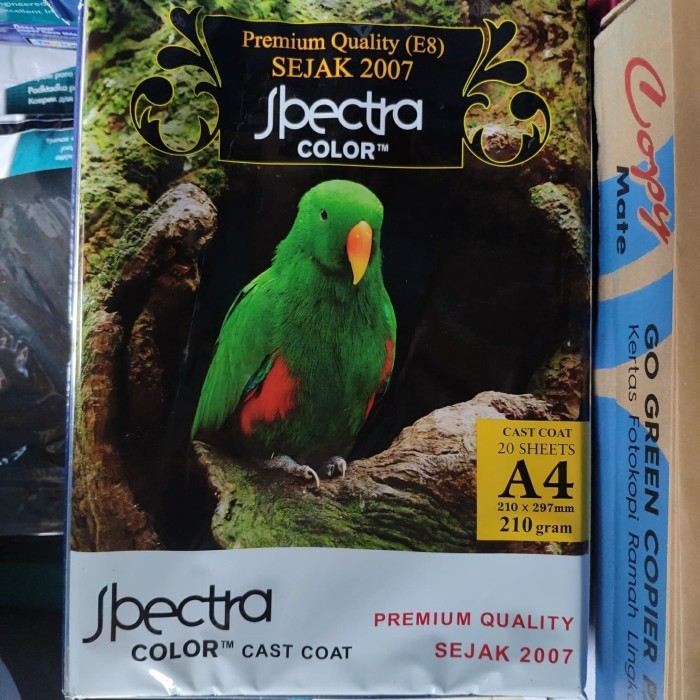 Premium Quality (E8)
SEJAK 2007
Spectra
COLOR™
CAST COAT
20 SHEETS
A4
210 x 297mm
210 gram
Spectra
COLOR™ CAST COAT
PREMIUM QUALITY
SEJAK 2007
Copy
Mate
GO GREEN COPIER
Kertas Fotokopi Ramah